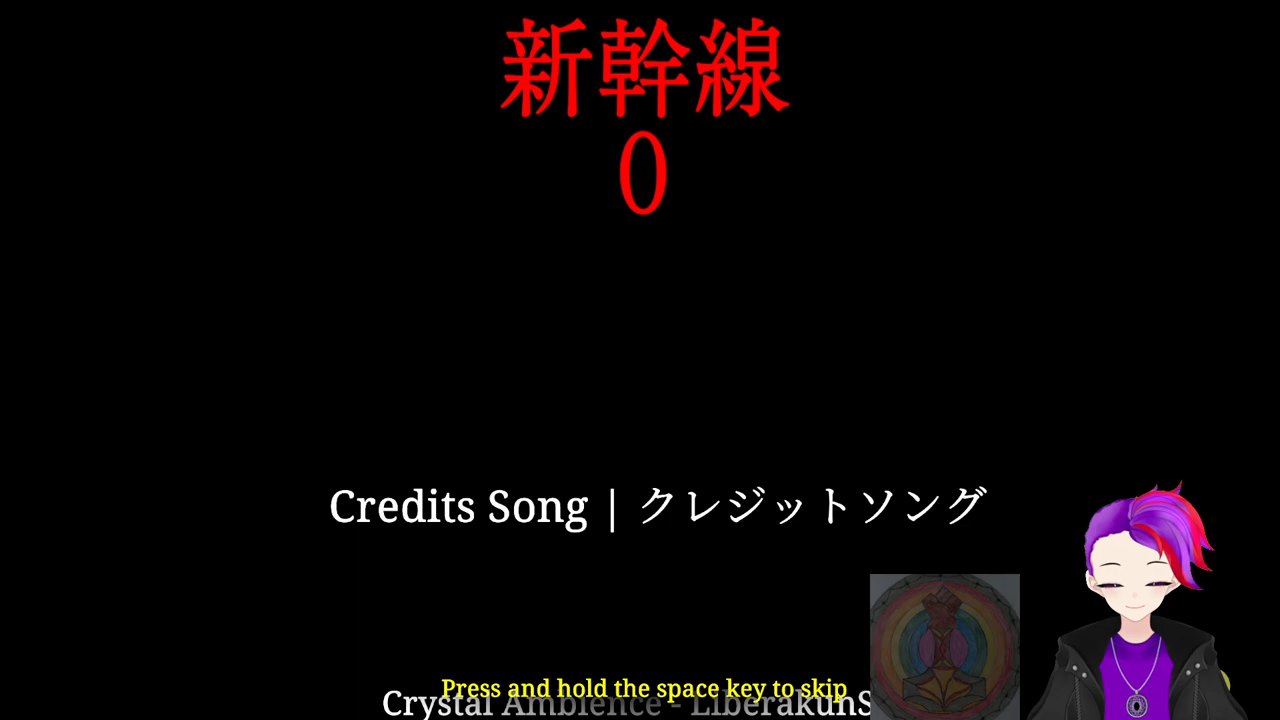 新幹線
0
Credits Song | クレジットソング
Press and hold the space key to skip
Crystal Ambience - LiberakunS